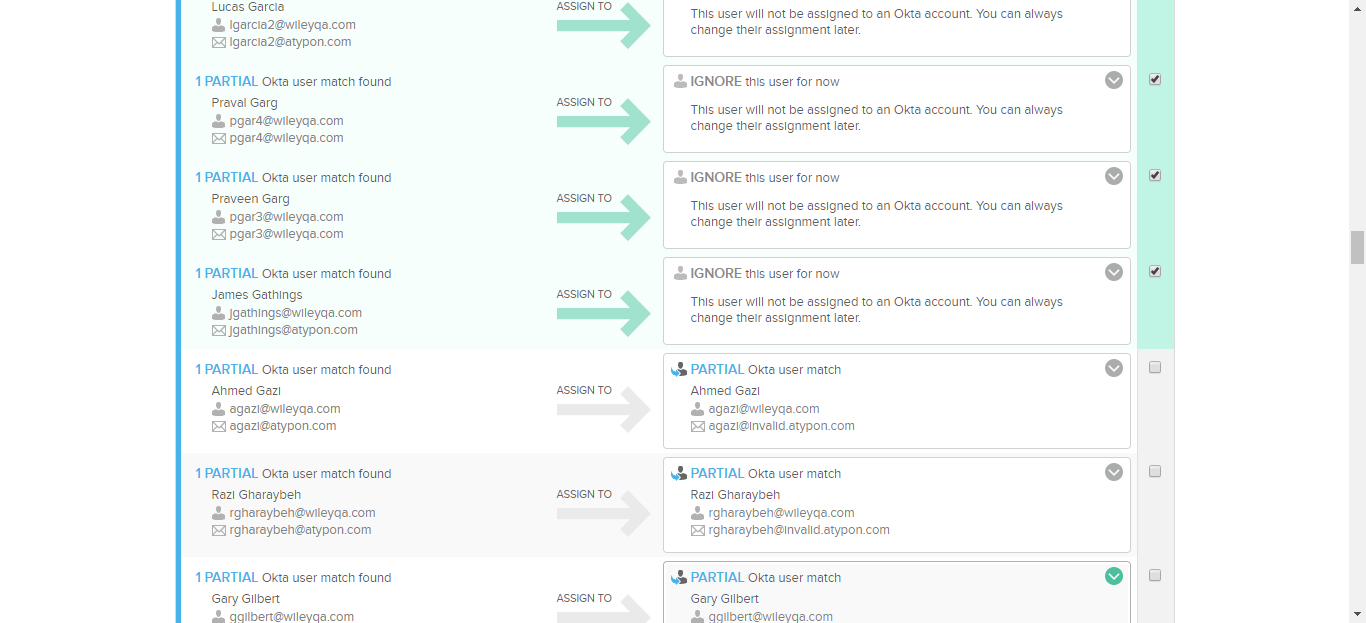 Lucas Garcia
lgarcia2@wileyqa.com
lgarcia2@atypon.com
ASSIGN TO
This user will not be assigned to an Okta account. You can always
change their assignment later.
1 PARTIAL Okta user match found
Praval Garg
pgar4@wileyqa.com
pgar4@wileyqa.com
ASSIGN TO
IGNORE this user for now
This user will not be assigned to an Okta account. You can always
change their assignment later.
1 PARTIAL Okta user match found
Praveen Garg
pgar3@wileyqa.com
pgar3@wileyqa.com
ASSIGN TO
IGNORE this user for now
This user will not be assigned to an Okta account. You can always
change their assignment later.
1 PARTIAL Okta user match found
James Gathings
jgathings@wileyqa.com
jgathings@atypon.com
ASSIGN TO
IGNORE this user for now
This user will not be assigned to an Okta account. You can always
change their assignment later.
1 PARTIAL Okta user match found
Ahmed Gazi
agazi@wileyqa.com
agazi@atypon.com
ASSIGN TO
PARTIAL Okta user match
Ahmed Gazi
agazi@wileyqa.com
agazi@invalid.atypon.com
1 PARTIAL Okta user match found
Razi Gharaybeh
rgharaybeh@wileyqa.com
rgharaybeh@atypon.com
ASSIGN TO
PARTIAL Okta user match
Razi Gharaybeh
rgharaybeh@wileyqa.com
rgharaybeh@invalid.atypon.com
1 PARTIAL Okta user match found
Gary Gilbert
ggilbert@wileyqa.com
ASSIGN TO
PARTIAL Okta user match
Gary Gilbert
ggilbert@wileyqa.com